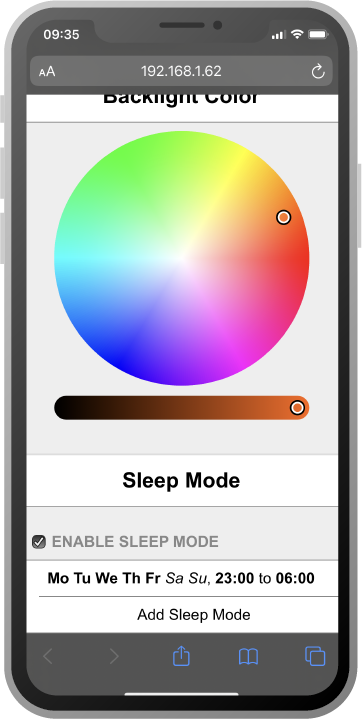 09:35
AA 192.168.1.62
Backlight Color
Sleep Mode
ENABLE SLEEP MODE
Mo Tu We Th Fr Sa Su, 23:00 to 06:00
Add Sleep Mode